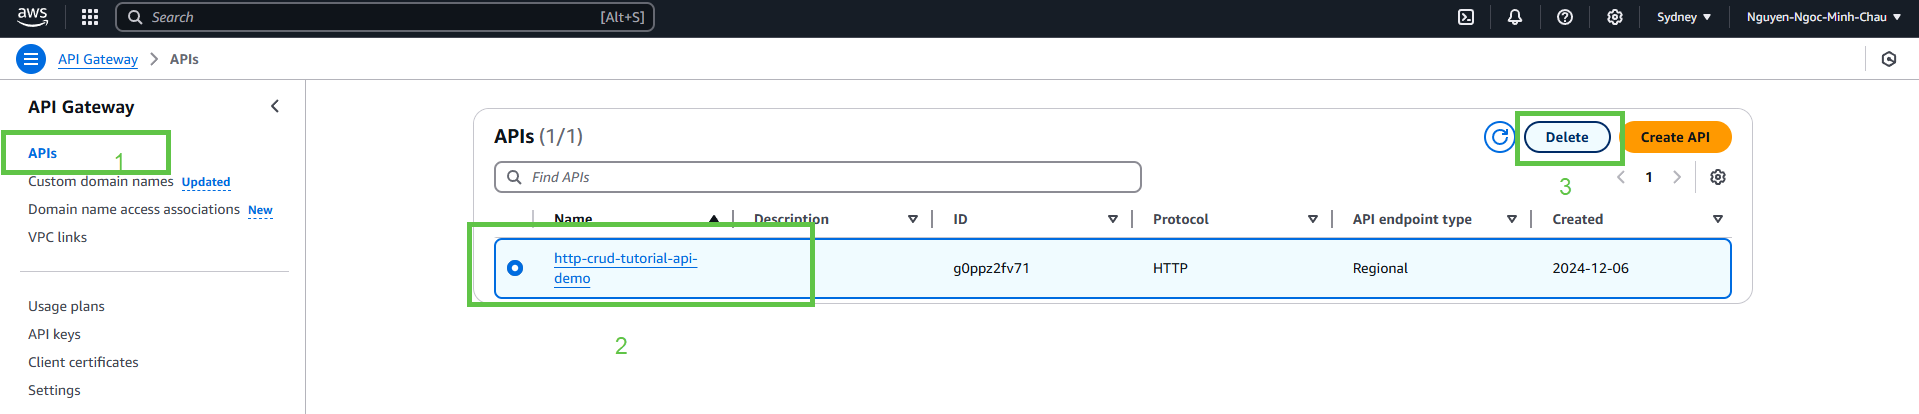 aws
Search [Alt+S] Sydney Nguyen-Ngoc-Minh-Chau
API Gateway APIs
API Gateway
APIs
1
Custom domain names Updated
Domain name access associations New
VPC links
Usage plans
API keys
Client certificates
Settings
APIs (1/1) Delete Create API
Find APIs
3
1
Name Description ID Protocol API endpoint type Created
http-crud-tutorial-api-
demo
g0ppz2fv71 HTTP Regional 2024-12-06
2